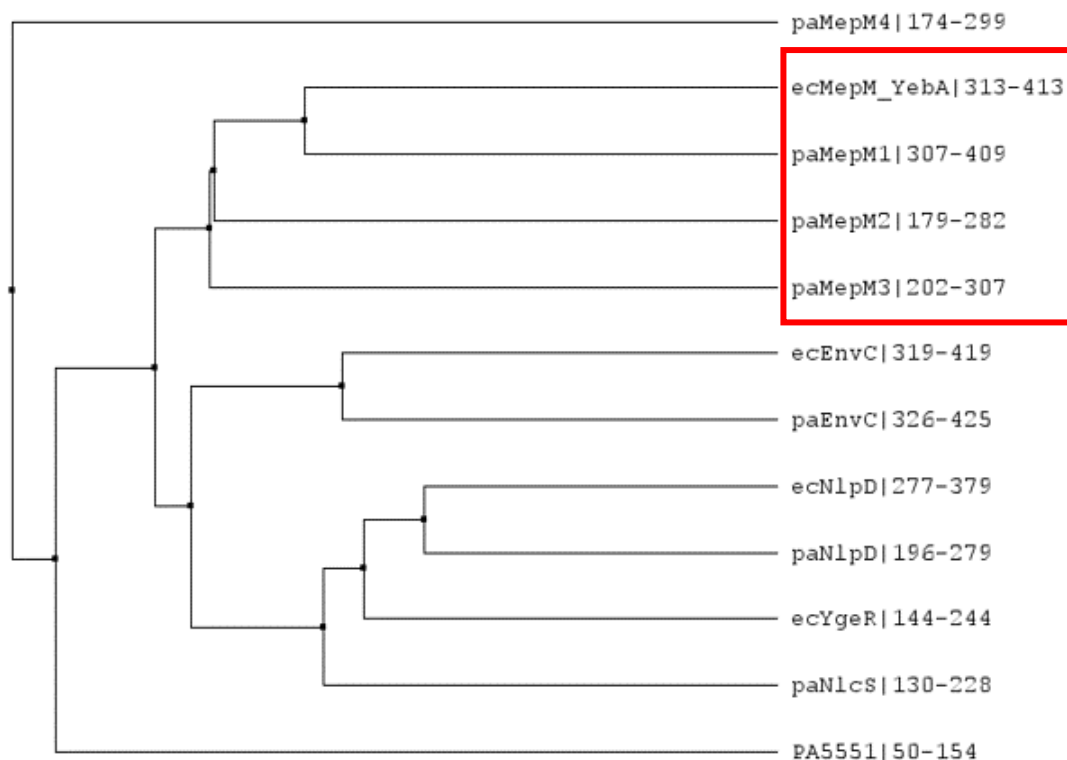 paMepM4|174-299
ecMepM_YebA|313-413
paMepM1|307-409
paMepM2|179-282
paMepM3|202-307
ecEnvC|319-419
paEnvC|326-425
ecNlpD|277-379
paNlpD|196-279
ecYgeR|144-244
paNlcS|130-228
PA5551|50-154